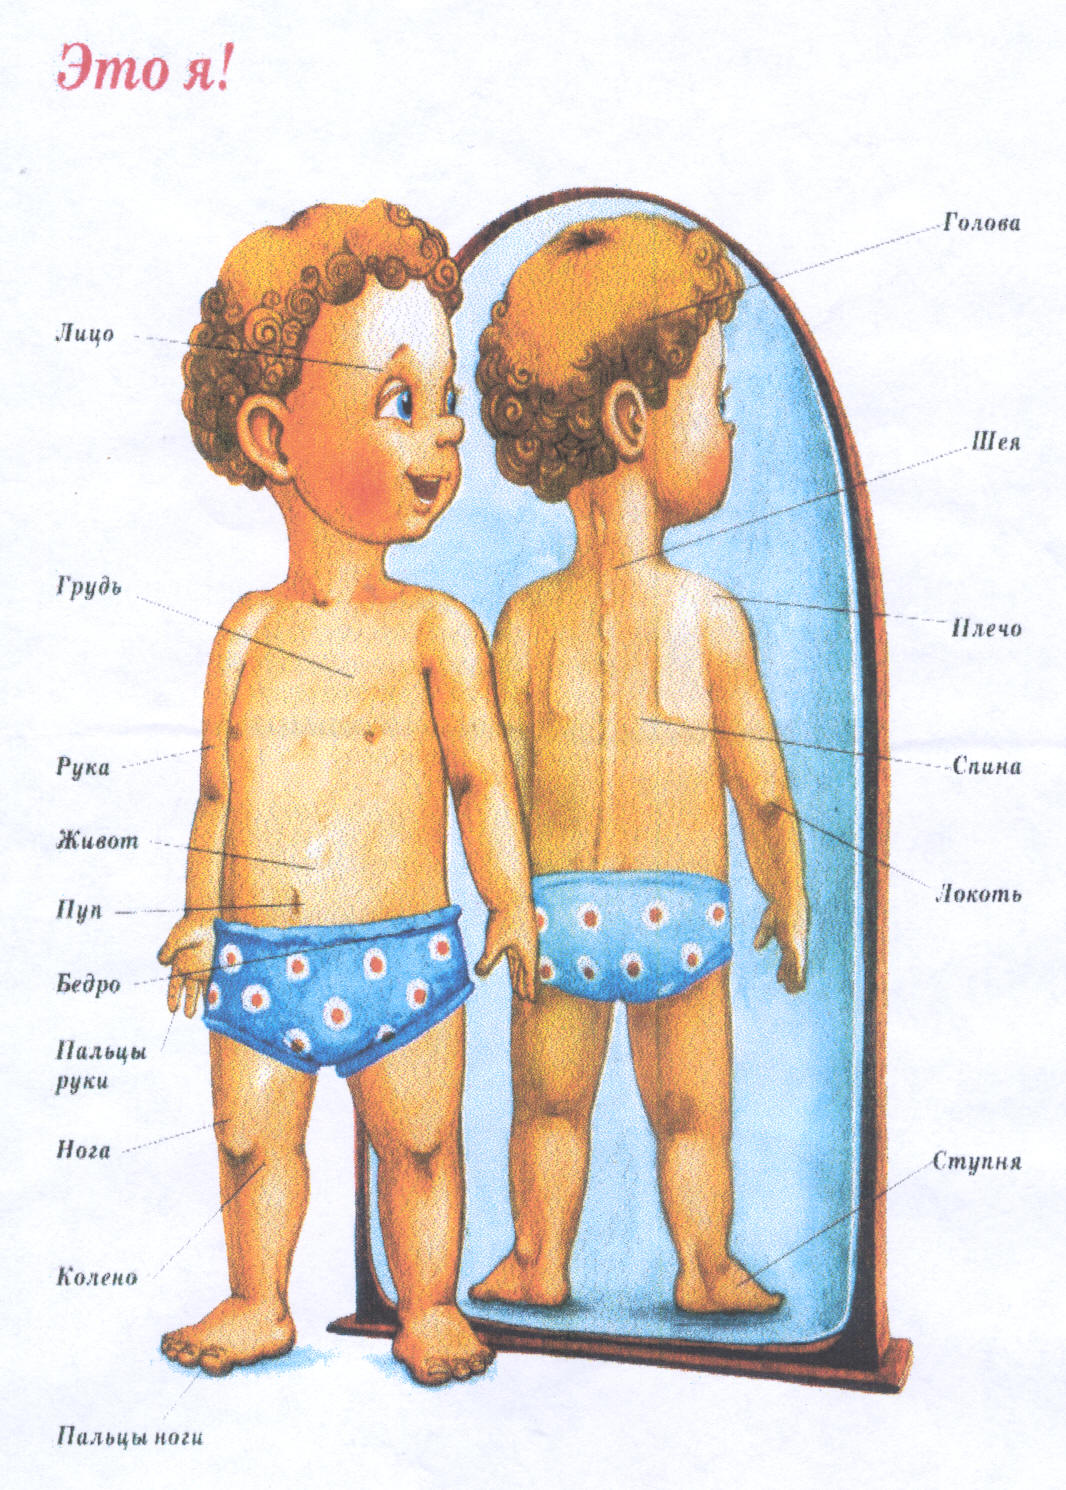 Это я!
Лицо
Грудь
Рука
Живот
Пуп
Бедро
Пальцы
руки
Нога
Колено
Пальцы ноги
Голова
Шея
Плечо
Спина
Локоть
Ступня